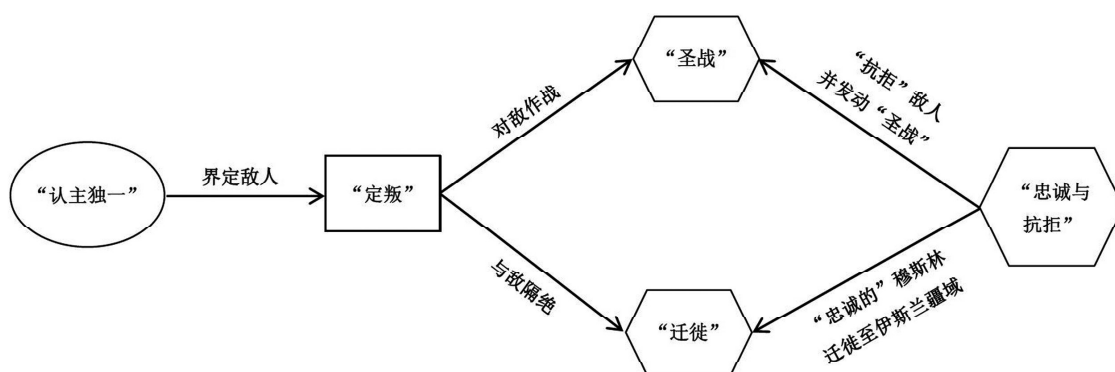 “圣战”
“抗拒”敌人
并发动“圣战”
对敌作战
“认主独一”
界定敌人
“定叛”
“忠诚与
抗拒”
与敌隔绝
“忠诚的”穆斯林
迁徙至伊斯兰疆域
“迁徙”